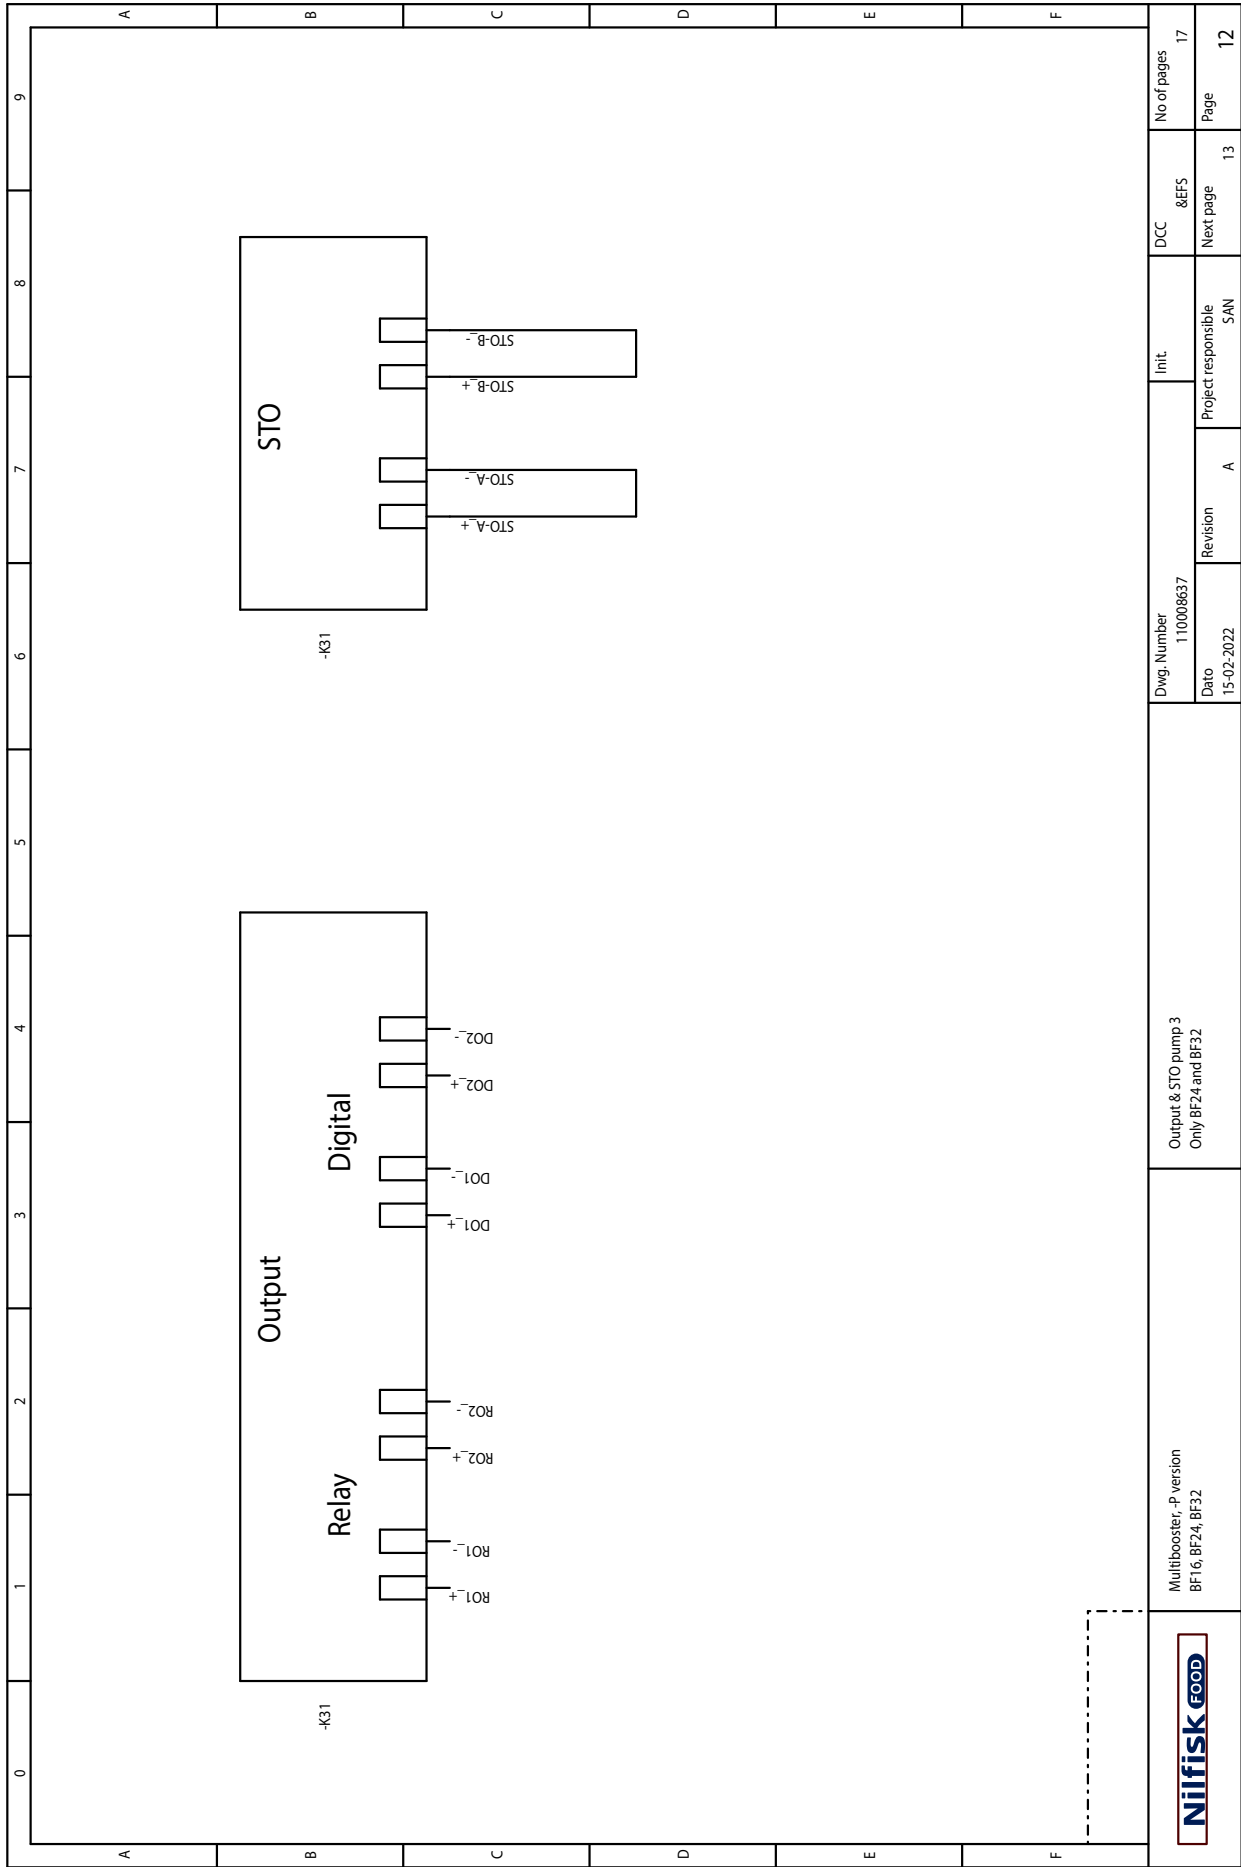 0 1 2 3 4 5 6 7 8 9
A
B
C
D
E
F
A
B
C
D
E
F
-K31
Output
Relay
Digital
RO1_+
RO1_-
RO2_+
RO2_-
DO1_+
DO1_-
DO2_+
DO2_-
-K31
STO
STO-A_+
STO-A_-
STO-B_+
STO-B_-
Nilfisk FOOD
Multibooster, -P version
BF16, BF24, BF32
Output & STO pump 3
Only BF24 and BF32
Dwg. Number
110008637
Init.
DCC
&EFS
No of pages
17
Dato
15-02-2022
Revision
A
Project responsible
SAN
Next page
13
Page
12